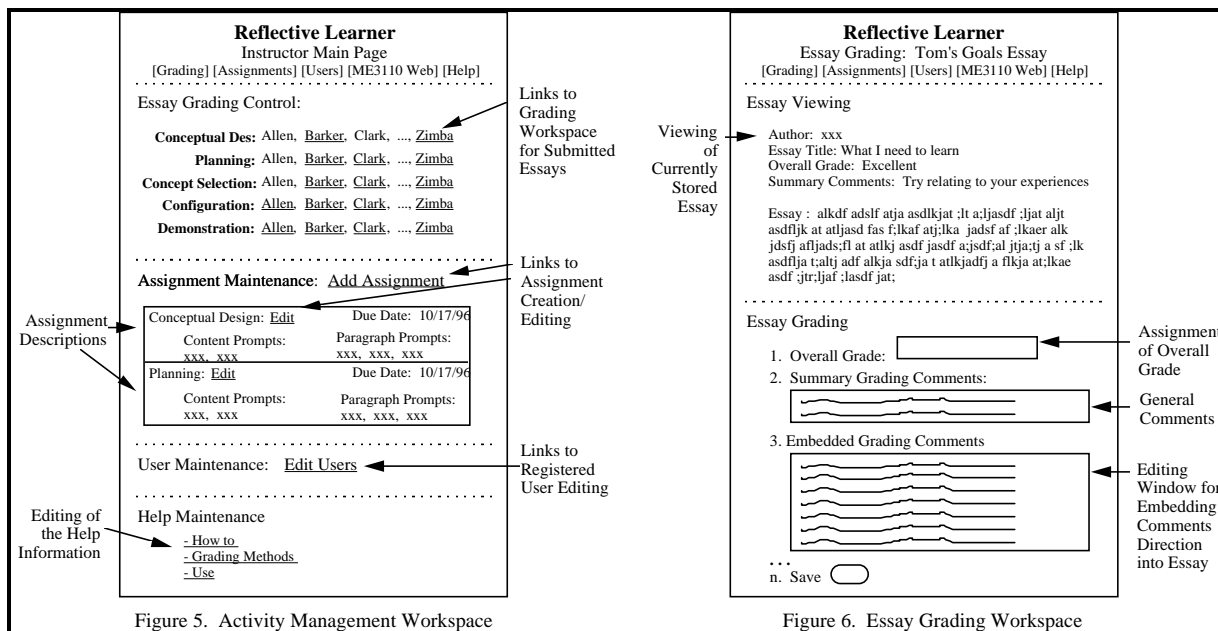 Reflective Learner
Instructor Main Page
[Grading] [Assignments] [Users] [ME3110 Web] [Help]
Essay Grading Control:
Conceptual Des: Allen, Barker, Clark, ..., Zimba
Planning: Allen, Barker, Clark, ..., Zimba
Concept Selection: Allen, Barker, Clark, ..., Zimba
Configuration: Allen, Barker, Clark, ..., Zimba
Demonstration: Allen, Barker, Clark, ..., Zimba
Links to
Grading
Workspace
for Submitted
Essays
Assignment Maintenance: Add Assignment
Links to
Assignment
Creation/
Editing
Assignment
Descriptions
Conceptual Design: Edit Due Date: 10/17/96
Content Prompts: Paragraph Prompts:
xxx, xxx xxx, xxx, xxx
Planning: Edit Due Date: 10/17/96
Content Prompts: Paragraph Prompts:
xxx, xxx xxx, xxx, xxx
User Maintenance: Edit Users
Links to
Registered
User Editing
Editing of
the Help
Information
Help Maintenance
- How to
- Grading Methods
- Use
Figure 5. Activity Management Workspace
Reflective Learner
Essay Grading: Tom's Goals Essay
[Grading] [Assignments] [Users] [ME3110 Web] [Help]
Essay Viewing
Viewing
of
Currently
Stored
Essay
Author: xxx
Essay Title: What I need to learn
Overall Grade: Excellent
Summary Comments: Try relating to your experiences
Essay : alkdf adslf atja asdlkjat ;lt a;ljasdf ;ljat aljt
asdfljk at atljasd fas f;lkaf atj;lka jadsf af ;lkaer alk
jdsfj afljads;fl at atlkj asdf jasdf a;jsdf;al jtja;tj a sf ;lk
asdflja t;altj adf alkja sdf;ja t atlkjadfj a flkja at;lkae
asdf ;jtr;ljaf ;lasdf jat;
Essay Grading
1. Overall Grade:
Assignment
of Overall
Grade
2. Summary Grading Comments:
General
Comments
3. Embedded Grading Comments
Editing
Window for
Embedding
Comments
Direction
into Essay
...
n. Save
Figure 6. Essay Grading Workspace